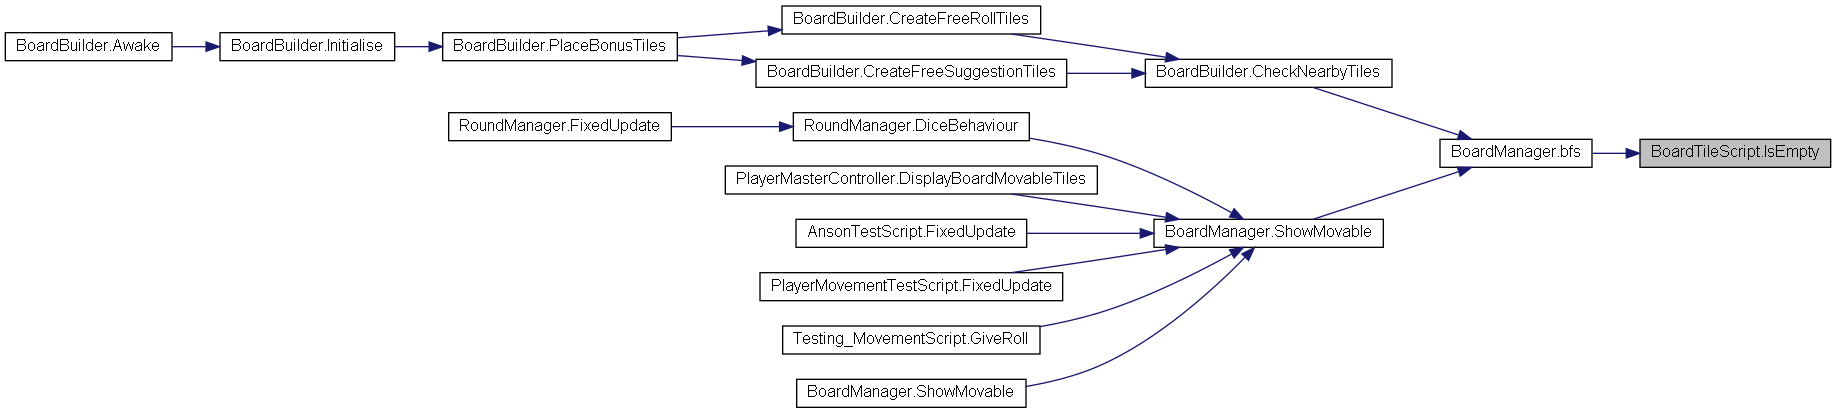 BoardBuilder.CreateFreeRollTiles
BoardBuilder.Awake
BoardBuilder.Initialise
BoardBuilder.PlaceBonusTiles
BoardBuilder.CreateFreeSuggestionTiles
BoardBuilder.CheckNearbyTiles
RoundManager.FixedUpdate
RoundManager.DiceBehaviour
BoardManager.bfs
BoardTileScript.IsEmpty
PlayerMasterController.DisplayBoardMovableTiles
AnsonTestScript.FixedUpdate
BoardManager.ShowMovable
PlayerMovementTestScript.FixedUpdate
Testing_MovementScript.GiveRoll
BoardManager.ShowMovable